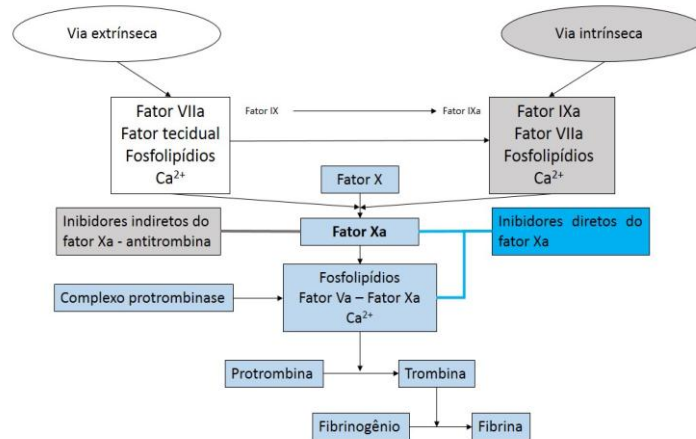 Via extrínseca
Via intrínseca
Fator VIIa
Fator tecidual
Fosfolipídios
Ca²⁺
Fator IX
Fator IXa
Fator IXa
Fator VIIa
Fosfolipídios
Ca²⁺
Fator X
Inibidores indiretos do
fator Xa - antitrombina
Fator Xa
Inibidores diretos do
fator Xa
Fosfolipídios
Fator Va – Fator Xa
Ca²⁺
Complexo protrombinase
Protrombina
Trombina
Fibrinogênio
Fibrina